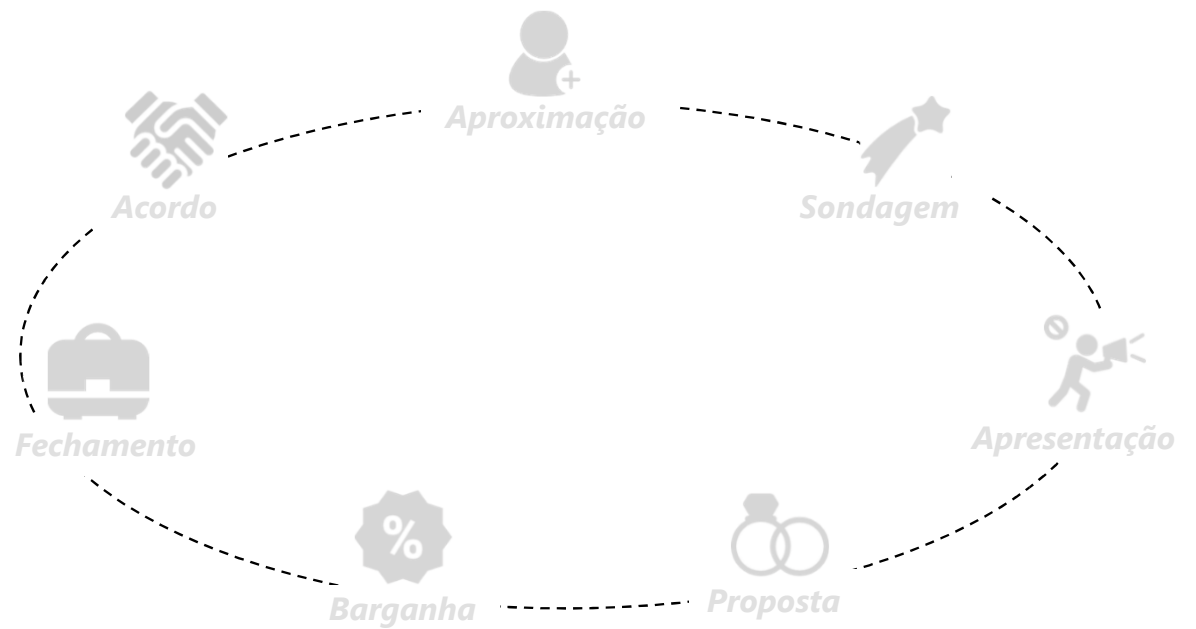 Aproximação
Acordo
Sondagem
Apresentação
Fechamento
%
Barganha
Proposta